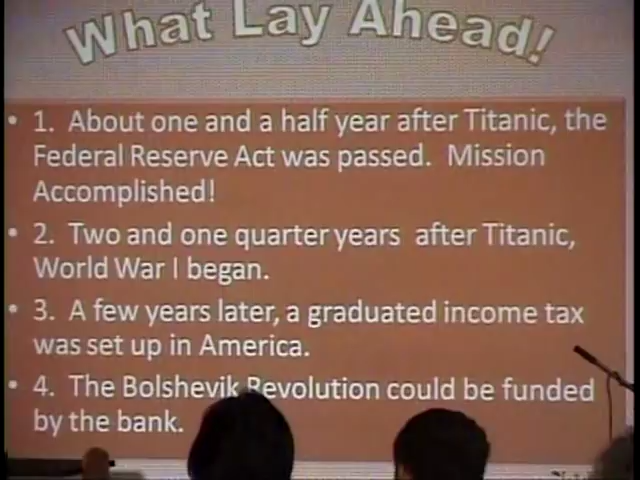 What Lay Ahead!
• 1. About one and a half year after Titanic, the
Federal Reserve Act was passed. Mission
Accomplished!
• 2. Two and one quarter years after Titanic,
World War I began.
• 3. A few years later, a graduated income tax
was set up in America.
• 4. The Bolshevik Revolution could be funded
by the bank.